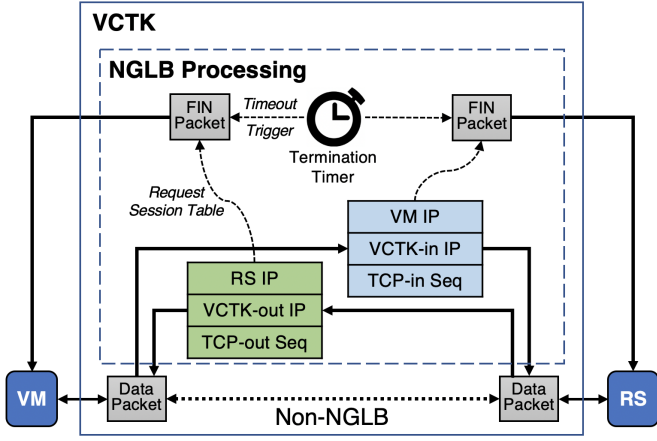 VCTK
NGLB Processing
FIN
Packet
Timeout
Trigger
FIN
Packet
Termination
Timer
Request
Session Table
VM IP
VCTK-in IP
TCP-in Seq
RS IP
VCTK-out IP
TCP-out Seq
VM
Data
Packet
Non-NGLB
Data
Packet
RS